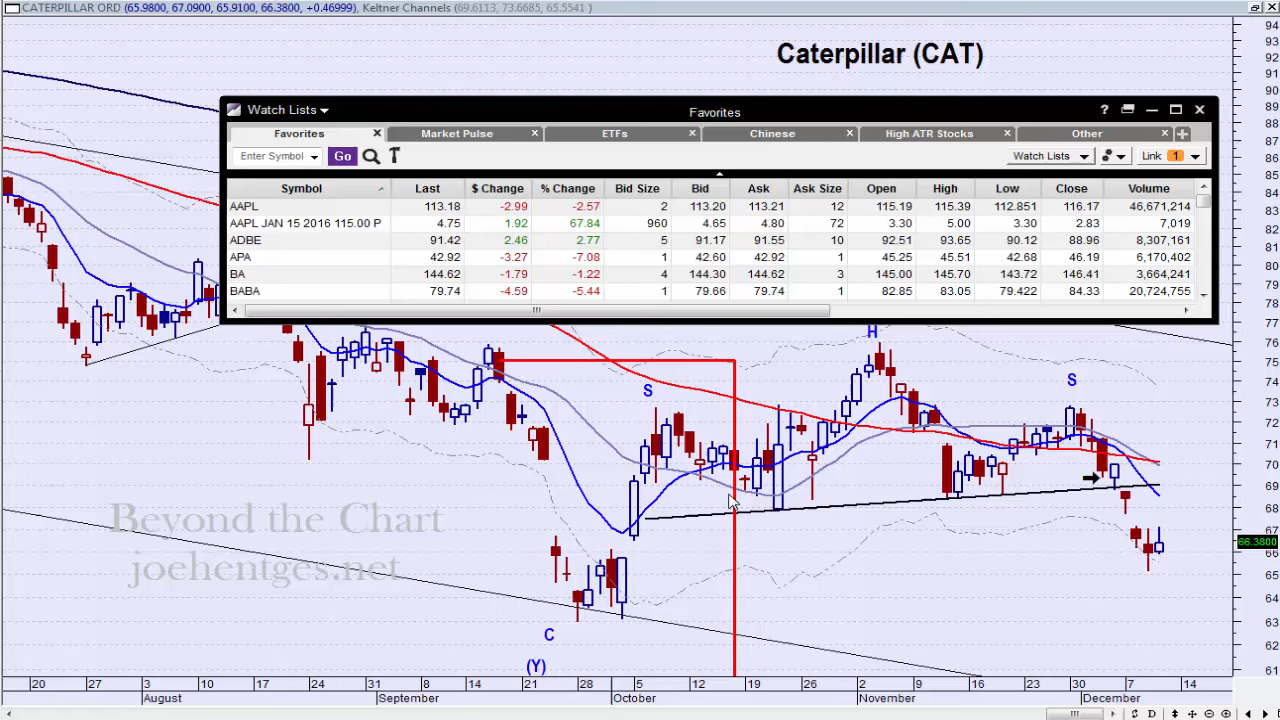 CATERPILLAR ORD (65.9800, 67.0900, 65.9100, 66.3800, +0.46999), Keltner Channels (69.6113, 73.6685, 65.5541 )
Caterpillar (CAT)
Watch Lists
Favorites
?
Favorites Market Pulse ETFs Chinese High ATR Stocks Other
Enter Symbol Go Watch Lists Link 1
Symbol Last $ Change % Change Bid Size Bid Ask Ask Size Open High Low Close Volume
AAPL 113.18 -2.99 -2.57 2 113.20 113.21 12 115.19 115.39 112.851 116.17 46,671,214
AAPL JAN 15 2016 115.00 P 4.75 1.92 67.84 960 4.65 4.80 72 3.30 5.00 3.30 2.83 7,019
ADBE 91.42 2.46 2.77 5 91.17 91.55 10 92.51 93.65 90.12 88.96 8,307,161
APA 42.92 -3.27 -7.08 1 42.60 42.92 1 45.25 45.51 42.68 46.19 6,170,402
BA 144.62 -1.79 -1.22 4 144.30 144.62 3 145.00 145.70 143.72 146.41 3,664,241
BABA 79.74 -4.59 -5.44 1 79.66 79.74 1 82.85 83.05 79.422 84.33 20,724,755
94
93
92
91
90
89
88
87
86
85
84
83
82
81
80
79
78
77
76
75
74
73
72
71
70
69
68
67
66.3800
66
65
64
63
62
61
H
S
S
C
(Y)
Beyond the Chart
joehentges.net
20 27 3 10 17 24 31 8 14 21 28 5 12 19 26 2 9 16 23 30 7 14
August September October November December
D